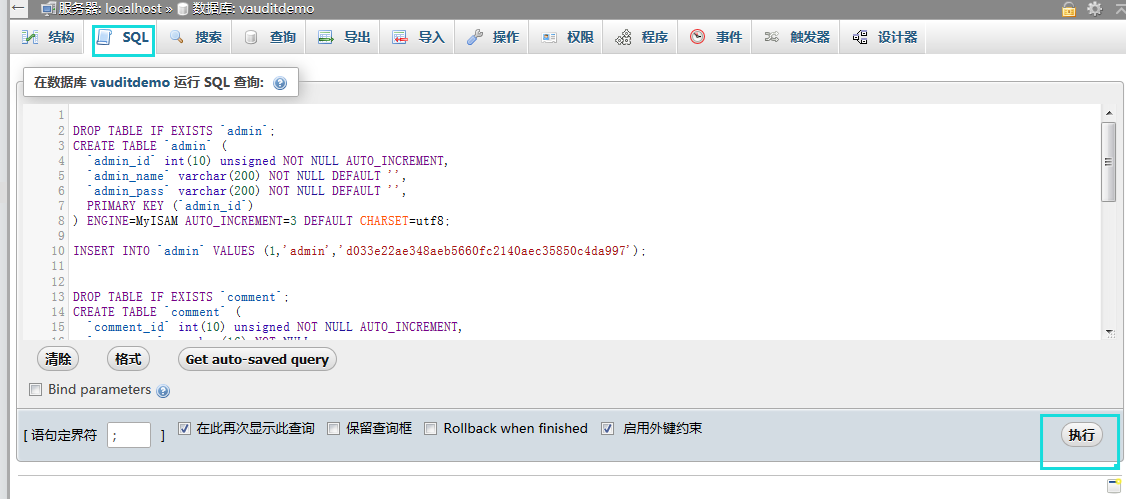 服务器: localhost » 数据库: vauditdemo
结构 SQL 搜索 查询 导出 导入 操作 权限 程序 事件 触发器 设计器
在数据库 vauditdemo 运行 SQL 查询:
1
2 DROP TABLE IF EXISTS `admin`;
3 CREATE TABLE `admin` (
4 `admin_id` int(10) unsigned NOT NULL AUTO_INCREMENT,
5 `admin_name` varchar(200) NOT NULL DEFAULT '',
6 `admin_pass` varchar(200) NOT NULL DEFAULT '',
7 PRIMARY KEY (`admin_id`)
8 ) ENGINE=MyISAM AUTO_INCREMENT=3 DEFAULT CHARSET=utf8;
9
10 INSERT INTO `admin` VALUES (1,'admin','d033e22ae348aeb5660fc2140aec35850c4da997');
11
12
13 DROP TABLE IF EXISTS `comment`;
14 CREATE TABLE `comment` (
15 `comment_id` int(10) unsigned NOT NULL AUTO_INCREMENT,
16
清除 格式 Get auto-saved query
Bind parameters
[ 语句定界符 ; ] 在此再次显示此查询 保留查询框 Rollback when finished 启用外键约束
执行